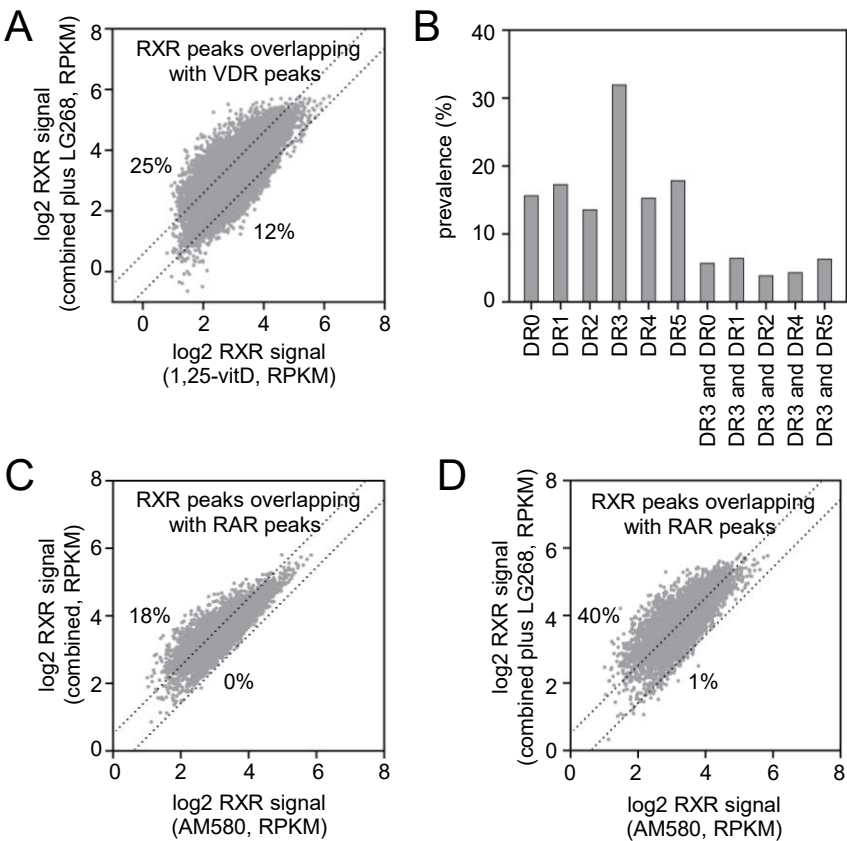 A
RXR peaks overlapping
with VDR peaks
log2 RXR signal
(combined plus LG268, RPKM)
8
6
4
2
0
25%
12%
0
2
4
6
8
log2 RXR signal
(1,25-vitD, RPKM)
B
prevalence (%)
40
30
20
10
0
DR0
DR1
DR2
DR3
DR4
DR5
DR3 and DR0
DR3 and DR1
DR3 and DR2
DR3 and DR4
DR3 and DR5
C
RXR peaks overlapping
with RAR peaks
log2 RXR signal
(combined, RPKM)
8
6
4
2
0
18%
0%
0
2
4
6
8
log2 RXR signal
(AM580, RPKM)
D
RXR peaks overlapping
with RAR peaks
log2 RXR signal
(combined plus LG268, RPKM)
8
6
4
2
0
40%
1%
0
2
4
6
8
log2 RXR signal
(AM580, RPKM)